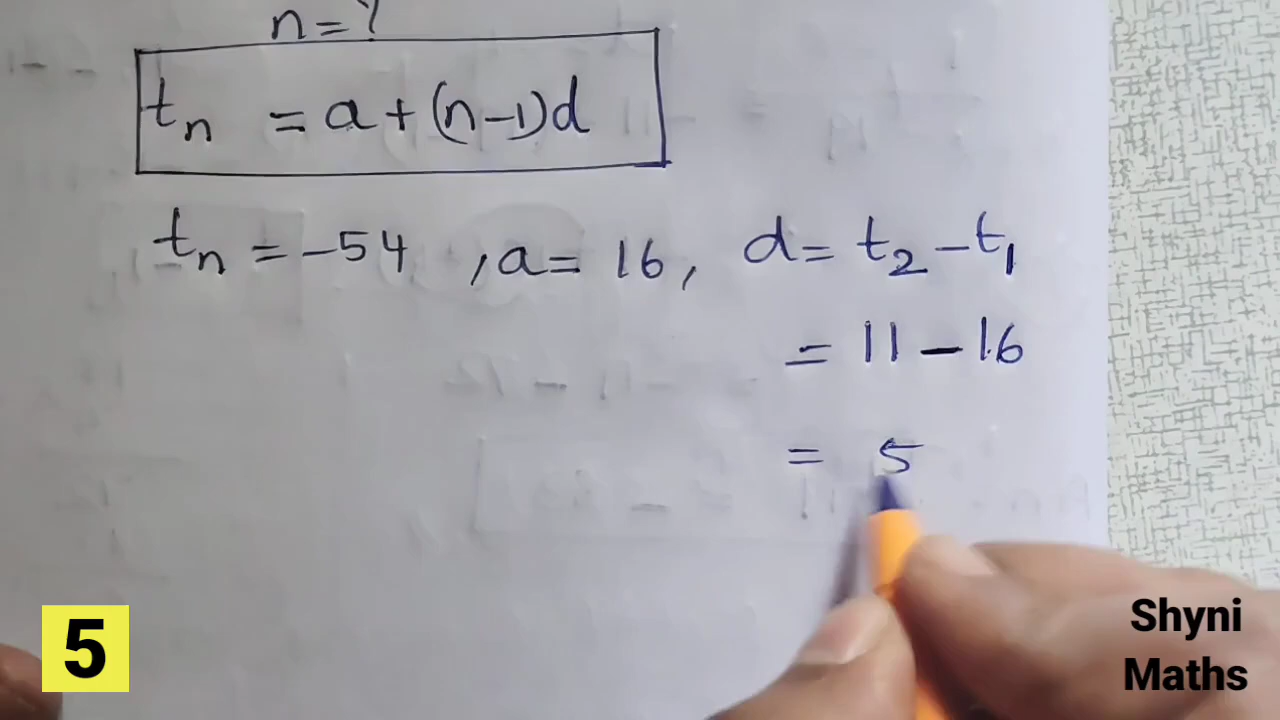 n = ?
tn = a + (n-1)d
tn = -54 , a = 16, d = t2 - t1
= 11 - 16
= 5
5
Shyni
Maths